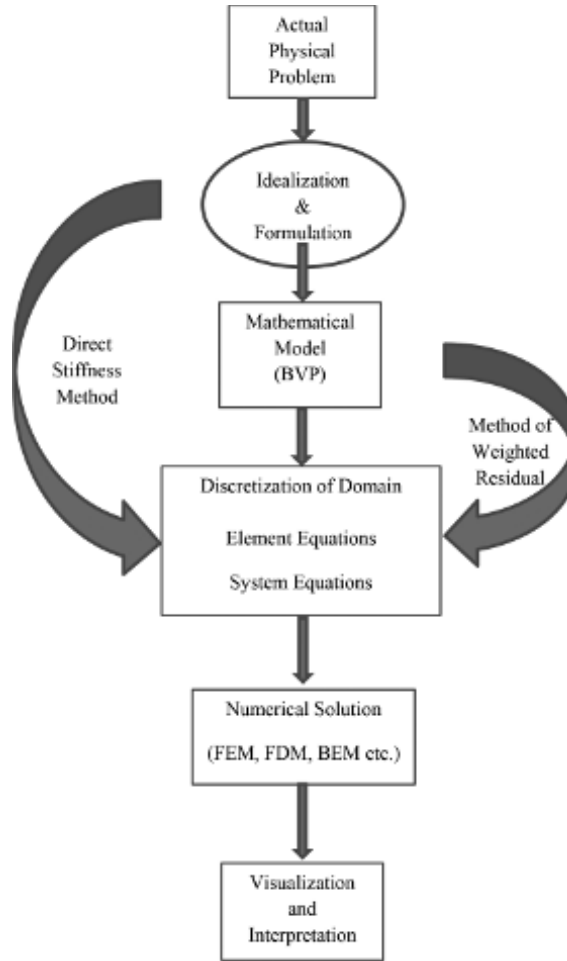 Actual
Physical
Problem
Idealization
&
Formulation
Mathematical
Model
(BVP)
Direct
Stiffness
Method
Method of
Weighted
Residual
Discretization of Domain
Element Equations
System Equations
Numerical Solution
(FEM, FDM, BEM etc.)
Visualization
and
Interpretation